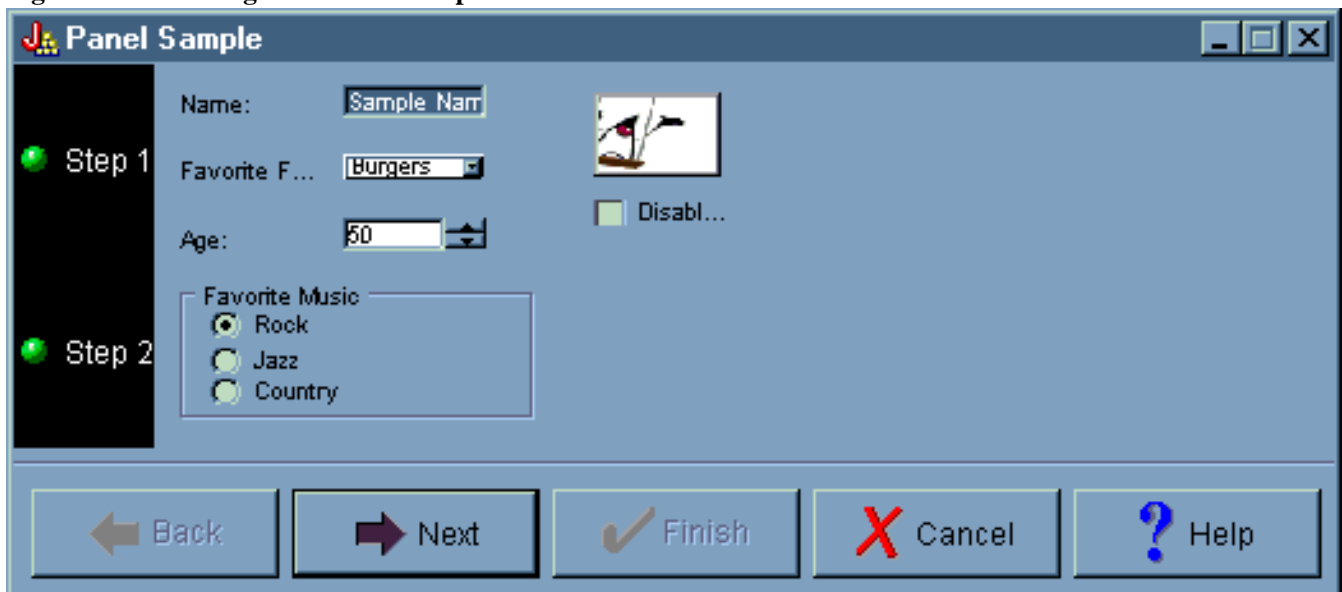 Panel Sample
Step 1
Step 2
Name:
Sample Nam
Favorite F...
Burgers
Age:
50
Disabl...
Favorite Music
Rock
Jazz
Country
Back
Next
Finish
Cancel
Help